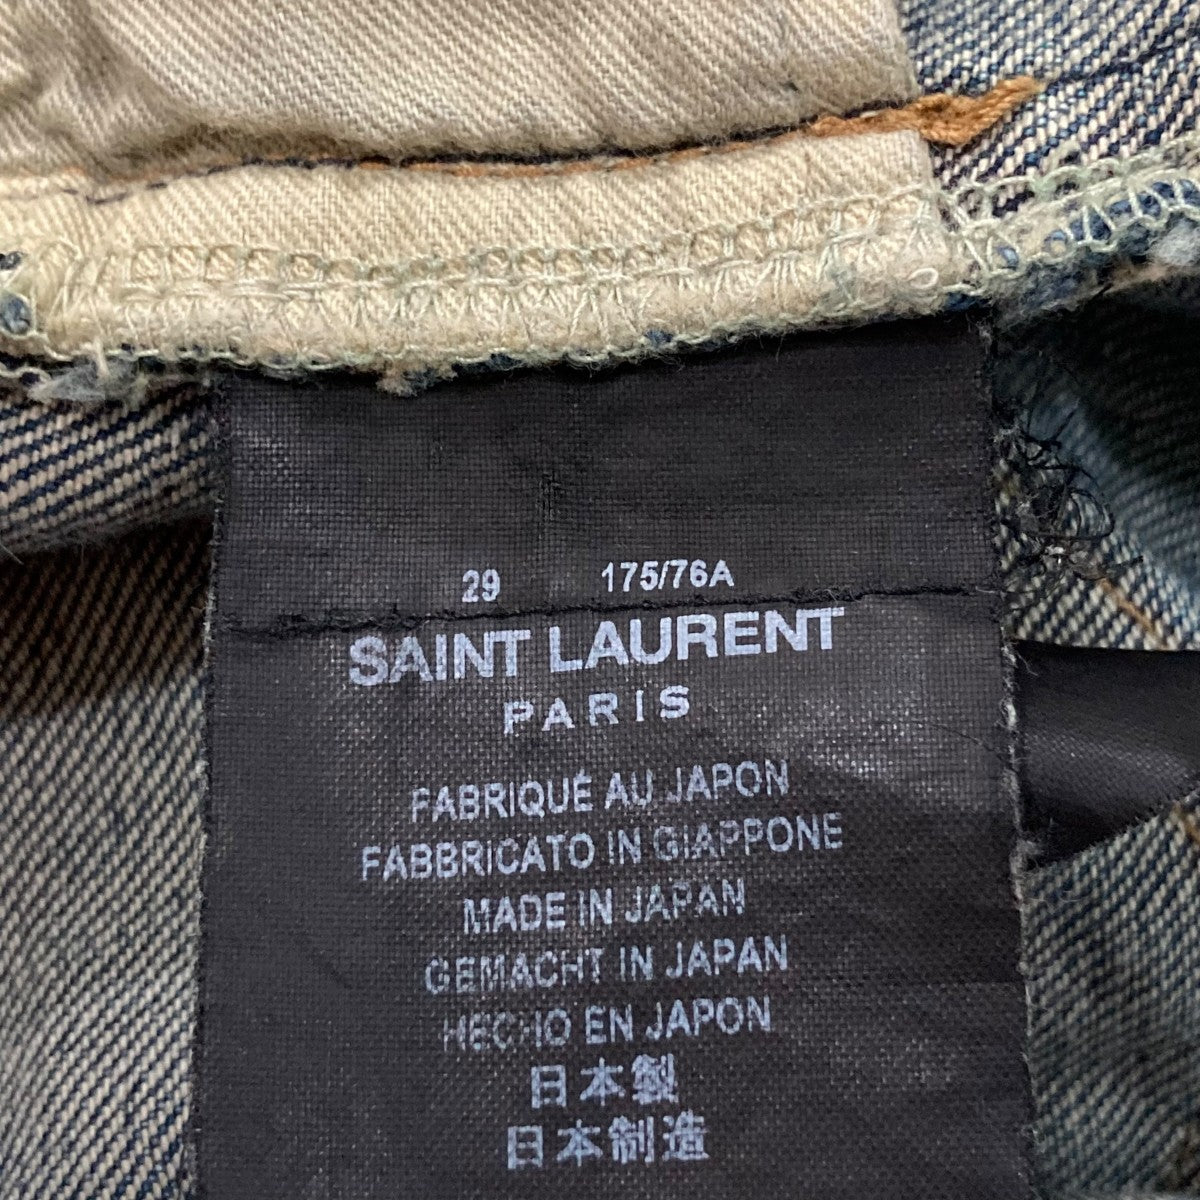 29 175/76A
SAINT LAURENT
PARIS
FABRIQUÉ AU JAPON
FABBRICATO IN GIAPPONE
MADE IN JAPAN
GEMACHT IN JAPAN
HECHO EN JAPON
日本製
日本制造